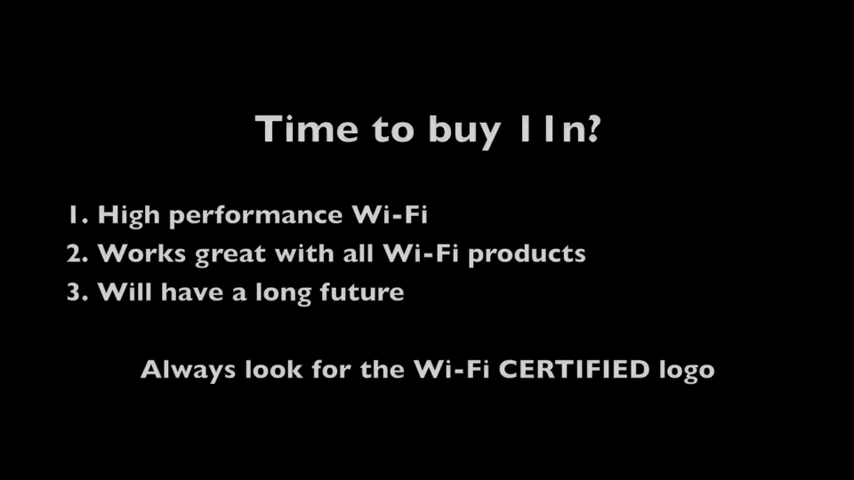 Time to buy 11n?
1. High performance Wi-Fi
2. Works great with all Wi-Fi products
3. Will have a long future
Always look for the Wi-Fi CERTIFIED logo